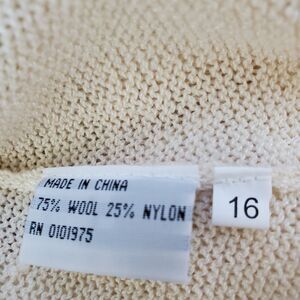 MADE IN CHINA
75% WOOL 25% NYLON
RN 0101975
16